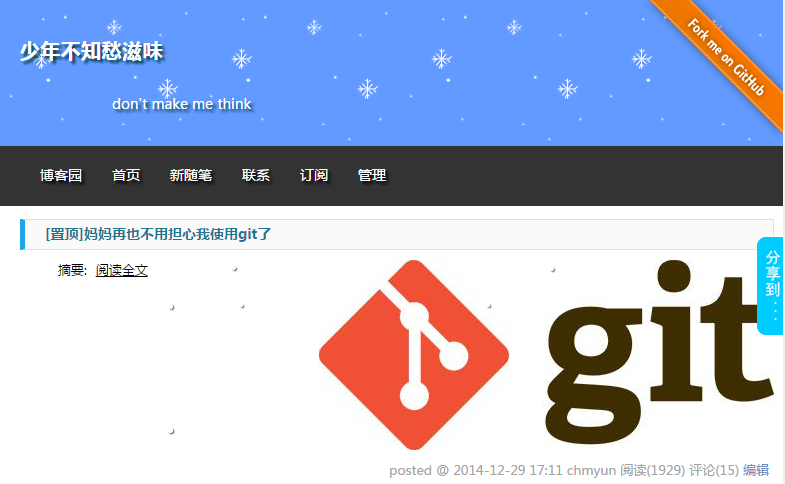 少年不知愁滋味
Fork me on GitHub
don't make me think
博客园 首页 新随笔 联系 订阅 管理
[置顶]妈妈再也不用担心我使用git了
分享到...
摘要: 阅读全文
git
posted @ 2014-12-29 17:11 chmyun 阅读(1929) 评论(15) 编辑